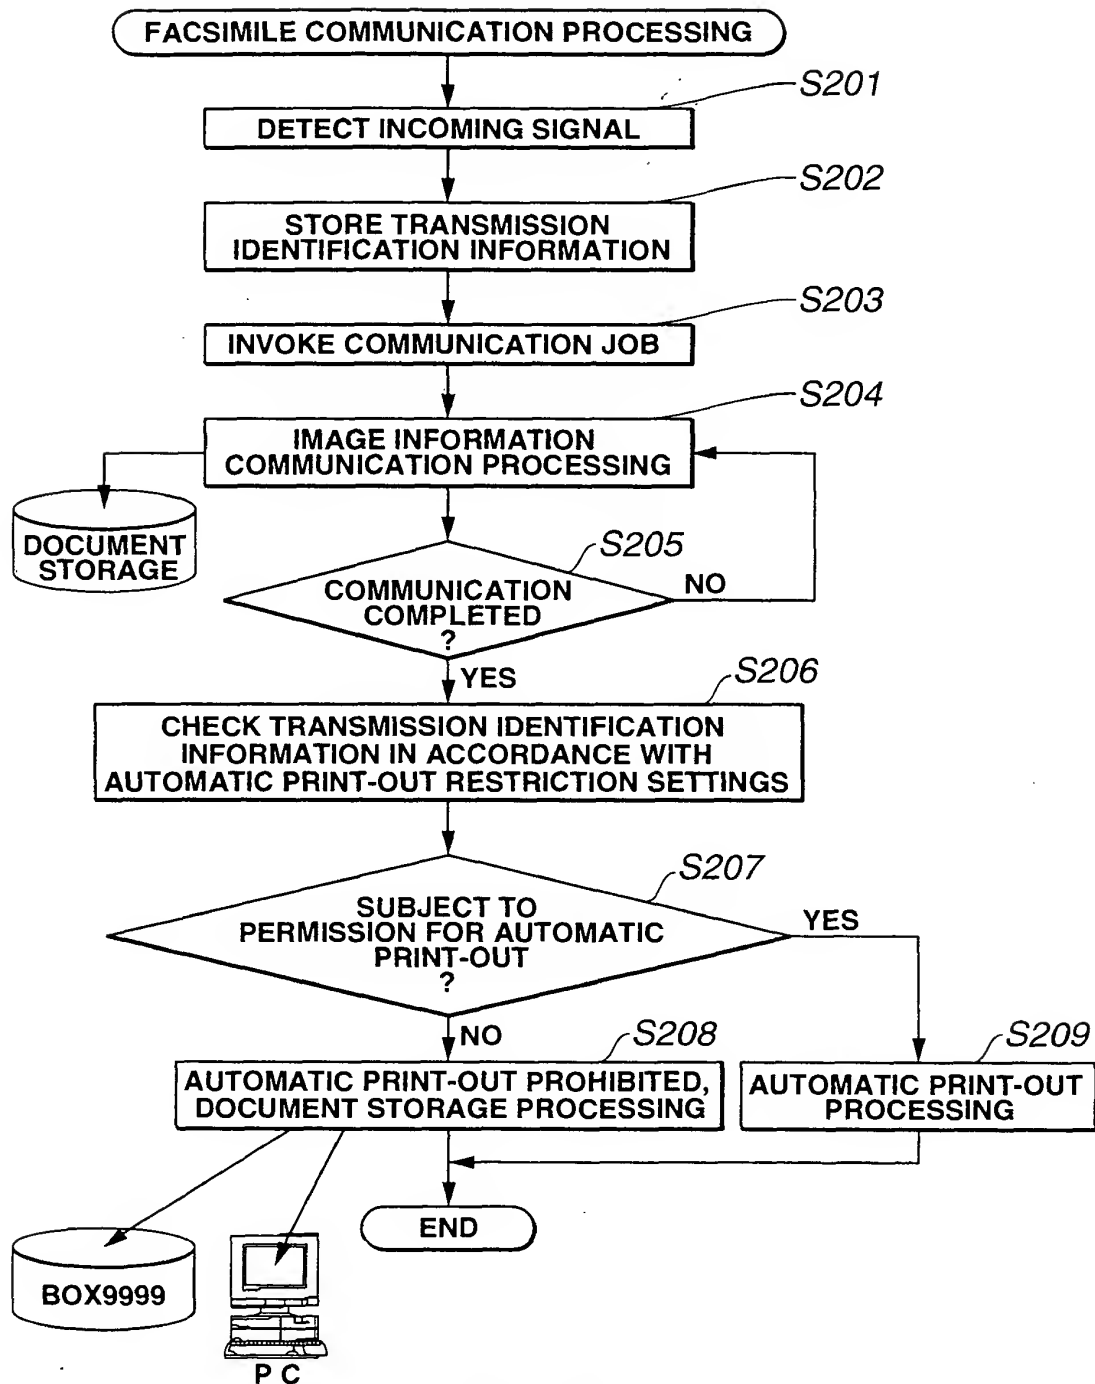 FACSIMILE COMMUNICATION PROCESSING
S201
DETECT INCOMING SIGNAL
S202
STORE TRANSMISSION
IDENTIFICATION INFORMATION
S203
INVOKE COMMUNICATION JOB
S204
IMAGE INFORMATION
COMMUNICATION PROCESSING
DOCUMENT
STORAGE
S205
COMMUNICATION
COMPLETED
?
NO
YES
S206
CHECK TRANSMISSION IDENTIFICATION
INFORMATION IN ACCORDANCE WITH
AUTOMATIC PRINT-OUT RESTRICTION SETTINGS
S207
SUBJECT TO
PERMISSION FOR AUTOMATIC
PRINT-OUT
?
YES
NO
S208
AUTOMATIC PRINT-OUT PROHIBITED,
DOCUMENT STORAGE PROCESSING
S209
AUTOMATIC PRINT-OUT
PROCESSING
END
BOX9999
P C